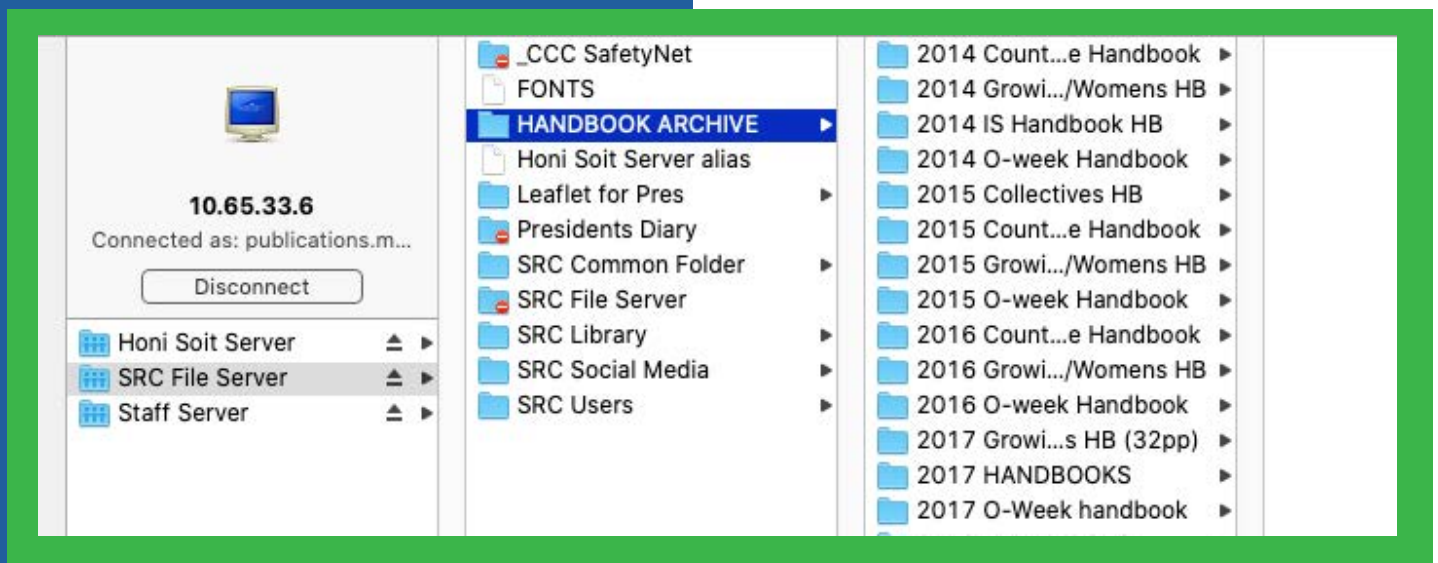 10.65.33.6
Connected as: publications.m...
Disconnect
Honi Soit Server
SRC File Server
Staff Server
_CCC SafetyNet
FONTS
HANDBOOK ARCHIVE
Honi Soit Server alias
Leaflet for Pres
Presidents Diary
SRC Common Folder
SRC File Server
SRC Library
SRC Social Media
SRC Users
2014 Count...e Handbook
2014 Growi.../Womens HB
2014 IS Handbook HB
2014 O-week Handbook
2015 Collectives HB
2015 Count...e Handbook
2015 Growi.../Womens HB
2015 O-week Handbook
2016 Count...e Handbook
2016 Growi.../Womens HB
2016 O-week Handbook
2017 Growi...s HB (32pp)
2017 HANDBOOKS
2017 O-Week handbook